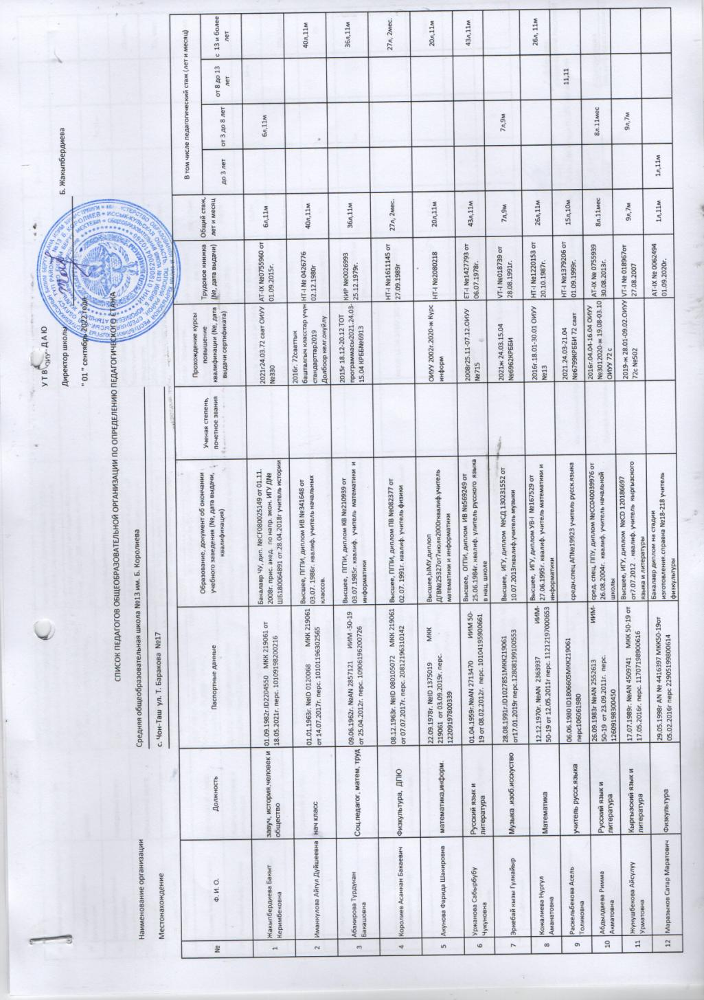 У Т В Д А Ю
Директор школы Б. Жакыпбердиева
" 01 " сентябрь 2022 года
СПИСОК ПЕДАГОГОВ ОБЩЕОБРАЗОВАТЕЛЬНОЙ ОРГАНИЗАЦИИ ПО ОПРЕДЕЛЕНИЮ ПЕДАГОГИЧЕСКОГО СТАЖА
Наименование организации Средняя общеобразовательная школа №13 им. Б. Королиева
Местонахождение с. Чон-Таш ул. Т. Баракова №17
№
Ф. И. О.
Должность
Паспортные данные
Образование, документ об окончании
учебного заведения (№, дата выдачи,
квалификация)
Ученая степень,
почетное звания
Прохождение курсы
повышение
квалификации (№, дата
выдачи сертификата)
Трудовое книжка
(№, дата выдачи)
Общий стаж,
лет и месяц
В том числе педагогический стаж (лет и месяц)
до 3 лет
от 3 до 8 лет
от 8 до 13
лет
с 13 и более
лет
1
Жакыпбердиева Бакыт
Керимбековна
завуч, история,человек и
общество
01.09.1982г.ID2204550 МКК 219061 от
18.05.2021г. перс. 10109198200216
Бакалавр ЧУ, дип. №CF080025149 от 01.11.
2008г. прис. акед. по напр. экон. ИГУ Д№
ШБ180064891 от.28.04.2018г учитель истории
2021г24.03.72 саат ОИУУ
№330
АТ-IX №0755960 от
01.09.2015г.
6л,11м
6л,11м
2
Иманкулова Айгул Дуйшеевна
нач класс
01.01.1963г. №ID 0120068 МКК 219061
от 14.07.2017г. перс. 10101196302565
Высшее, ПГПИ, диплом ИВ №341648 от
03.07. 1986г. квалиф. учитель начальных
классов.
2016г. 72сааттык
башталгыч класстар учун
стандарттар2019
Долбоор негл.окуйлу
НТ-I № 0426776
02.12.1980г
40л,11м
40л,11м
3
Абакирова Турдукан
Бакашовна
Соц.педагог, матем, труд
09.06.1962г. №AN 2857121 ИИМ -50-19
от 25.04.2012г. перс. 10906196200726
Высшее, ПГПИ, диплом КВ №210939 от
03.07.1985г. квалиф. учитель математики и
информатики
2015г 18.12-20.12 ТОТ
программасы2021.24.03-
15.04 КРББ№6913
КИР №0026993
25.12.1979г.
36л,11м
36л,11м
4
Королиев Асанкан Бакаевич
Физкультура, ДПЮ
08.12.1963г. №ID 080105072 МКК 219061
от 07.07.2017г. перс. 20812196310142
Высшее, ПГПИ, диплом ПВ №082377 от
02.07. 1991г. квалиф. учитель физики
НТ-I №1611145 от
27.09.1989г
27л, 2мес.
27л, 2мес.
5
Акунова Фарида Шакировна
математика,информ.
22.09.1978г. №ID 1375019 МКК
219061 от 03.09.2019г. перс.
12209197800339
Высшее,ЫМУ,диплом
ДГВ№25327от7июля2000гквалиф.учитель
математики и информатики
ОИУУ 2002г.2020-ж Курс
информ
НТ-I №2080218
20л,11м
20л,11м
6
Уржанова Сабырбубу
Чукуновна
Русский язык и
литература
01.04.1959г.№AN 2713470 ИИМ 50-
19 от 08.02.2012г. перс. 10104195900661
Высшее, ОГПИ, диплом ИВ №569249 от
25.06.1984г. квалиф. улитель русского языка
в нац. школе
2008г25.11-07.12.ОИУУ
№715
ЕТ-I №1427793 от
06.07.1978г.
43л,11м
43л,11м
7
Эркебай кызы Гулкайыр
Музыка .изоб.исскуство
28.08.1991г.ID1027851МКК219061
от17.01.2019г перс.12808199100553
Высшее, ИГУ, диплом №СД 130231552 от
10.07.2013гквалиф.учитель музыки
2021ж 24.03.15.04
№6962КРББИ
VT-I №018739 от
28.08.1991г.
7л,9м
7л,9м
8
Кожалиева Нургул
Аманатовна
Математика
12.12.1970г. №AN 2363937 ИИМ-
50-19 от 12.05.2011г перс. 11212197000653
Высшее, ИГУ, диплом УВ-I №167529 от
27.06.1995г. квалиф. учитель математики и
информатики
2016г.18.01-30.01 ОИУУ
№13
НТ-I №1220153 от
20.10.1987г.
26л,11м
26л, 11м
9
Раскельбекова Асель
Толиковна
учитель русск.языка
06.06.1980 ID1806605МКК219061
перс106061980
средн.спец АП№19923 учитель русск.языка
2021.24.03-21.04
№6799КРББИ 72 саат
НТ-I №1379206 от
01.09.1999г.
15л,10м
11,11
10
Абдылдаева Римма
Акматовна
Русский язык и
литература
26.09.1983г №AN 2552613 ИИМ-
50-19 от 23.09.2011г. перс.
12609198300450
сред. спец, ПГПУ, диплом №СС040039976 от
26.08.2004г. квалиф. учитель начальной
школы
2016г.04.04-16.04 ОИУУ
№3012020-ж 19.08-03.10
ОИУУ 72 с
АТ-IX № 0755939
30.08.2013г.
8л.11мес
8л.11мес
11
Жунушбекова Айсулуу
Урматовна
Кыргызский язык и
литература
17.07.1989г. №AN 4509741 МКК 50-19 от
17.05.2016г. перс. 11707198900616
Высшее, ИГУ, диплом №CD 120186697
от7.07.2012 . квалиф. учитель кыргызского
языка и литературы
2019-ж 28.01-09.02.ОИУУ
72с №502
VT-I № 018967от
27.08.2007
9л,7м
9л,7м
12
Маразыков Сатар Маратович
Физкультура
29.05.1998г AN № 4416397 МКК50-19от
05.02.2016г перс 22905199800614
Бакалавр диплом на стадии
изготовления.справка №18-218 учитель
физкультуры
АТ-IX №0062494
01.09.2020г.
1л,11м
1л,11м